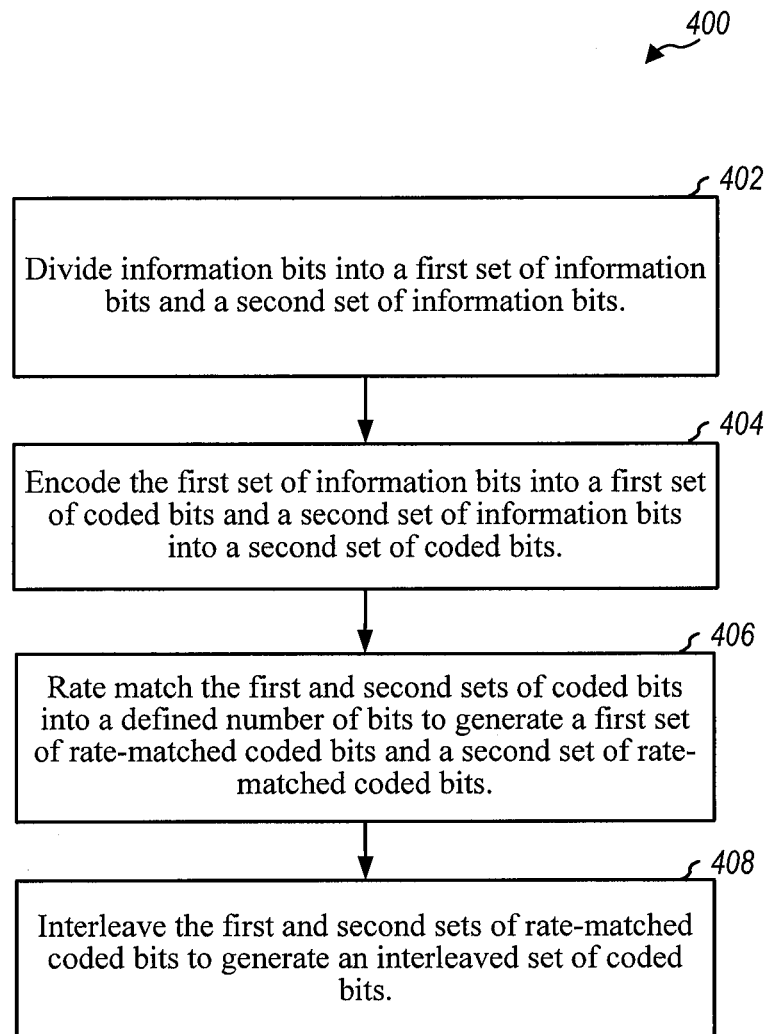 400
402
Divide information bits into a first set of information
bits and a second set of information bits.
404
Encode the first set of information bits into a first set
of coded bits and a second set of information bits
into a second set of coded bits.
406
Rate match the first and second sets of coded bits
into a defined number of bits to generate a first set
of rate-matched coded bits and a second set of rate-
matched coded bits.
408
Interleave the first and second sets of rate-matched
coded bits to generate an interleaved set of coded
bits.